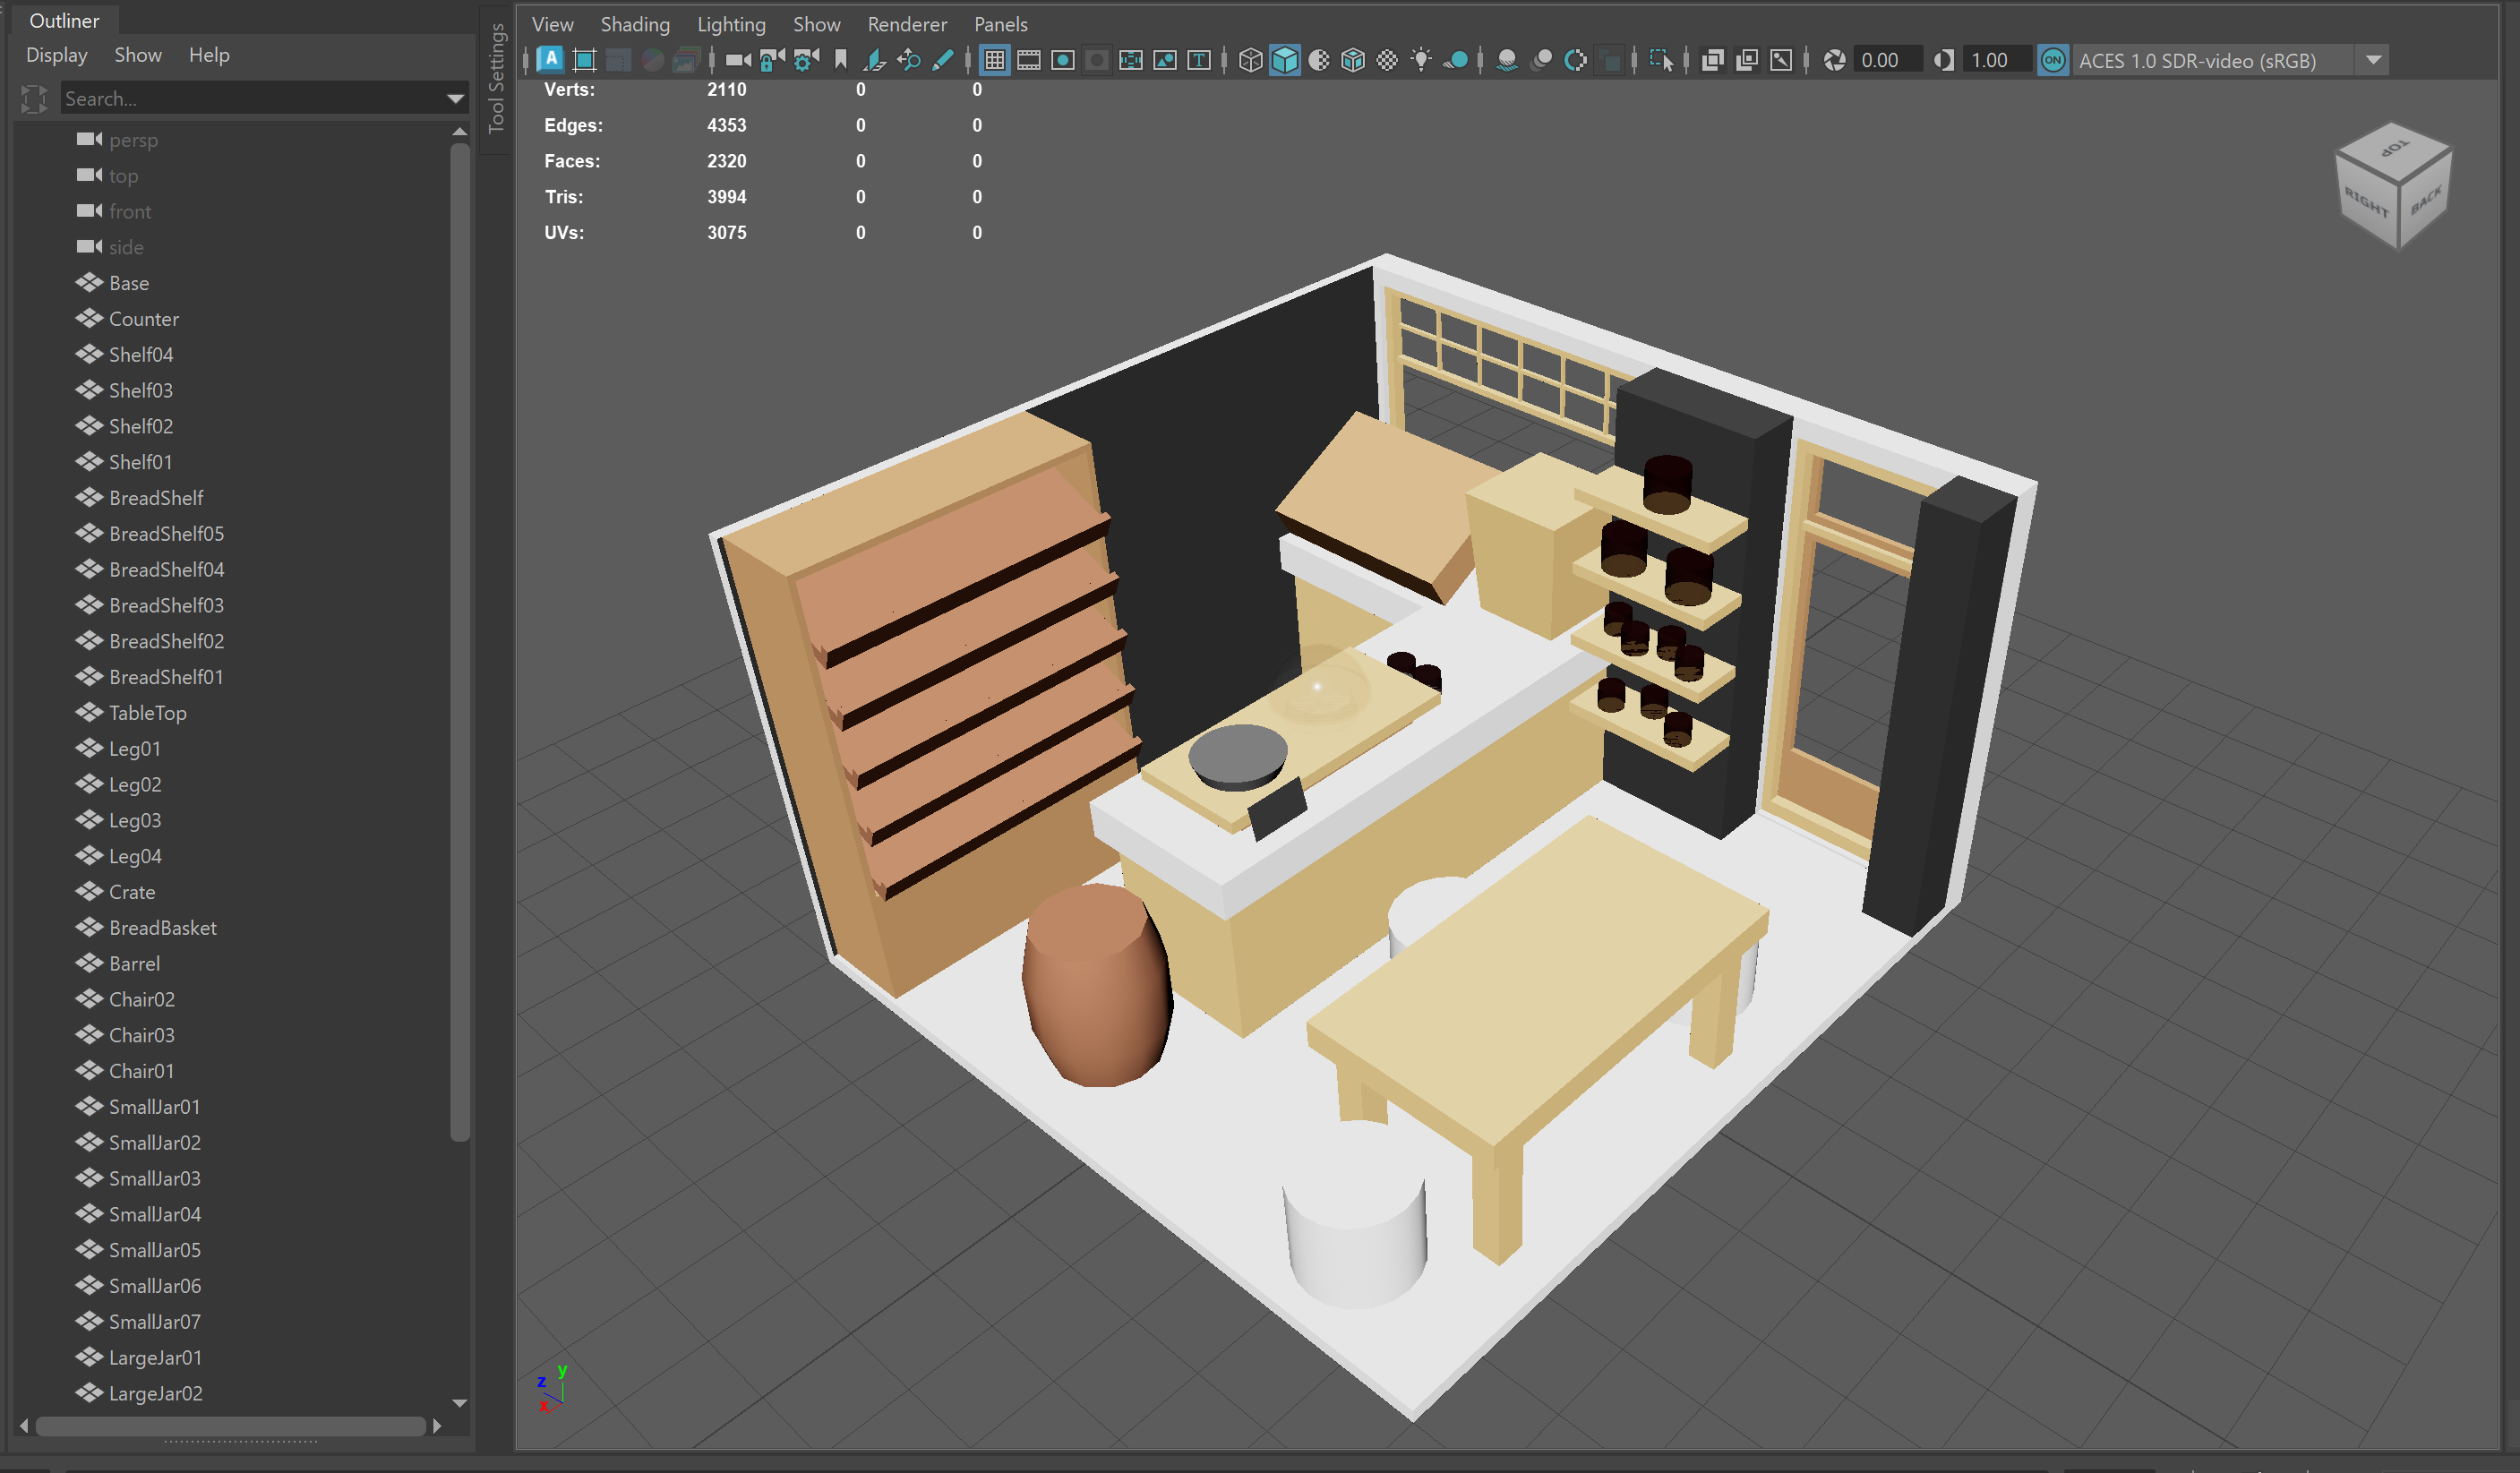 Outliner
Display Show Help
Search...
persp
top
front
side
Base
Counter
Shelf04
Shelf03
Shelf02
Shelf01
BreadShelf
BreadShelf05
BreadShelf04
BreadShelf03
BreadShelf02
BreadShelf01
TableTop
Leg01
Leg02
Leg03
Leg04
Crate
BreadBasket
Barrel
Chair02
Chair03
Chair01
SmallJar01
SmallJar02
SmallJar03
SmallJar04
SmallJar05
SmallJar06
SmallJar07
LargeJar01
LargeJar02
Tool Settings
View Shading Lighting Show Renderer Panels
A T 0.00 1.00 ON ACES 1.0 SDR-video (sRGB)
Verts: 2110 0 0
Edges: 4353 0 0
Faces: 2320 0 0
Tris: 3994 0 0
UVs: 3075 0 0
TOP
RIGHT BACK
y
z
x